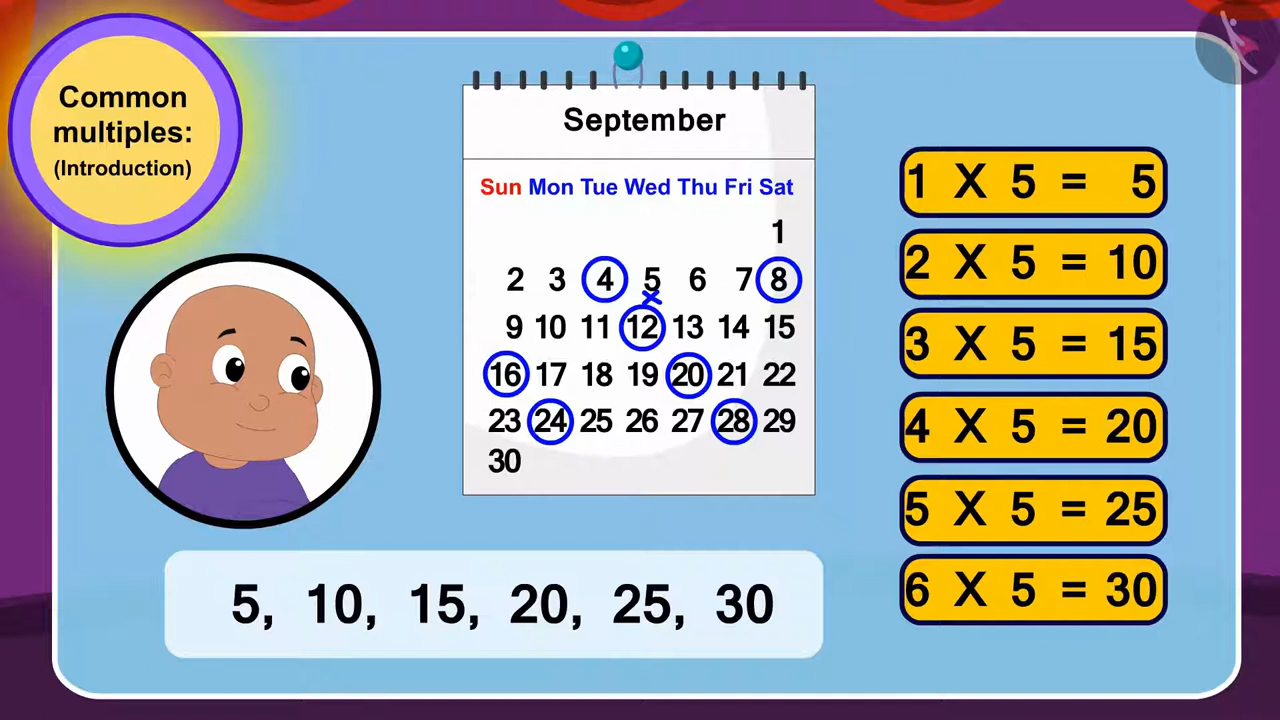 Common
multiples:
(Introduction)
September
Sun Mon Tue Wed Thu Fri Sat
1
2 3 4 5 6 7 8
9 10 11 12 13 14 15
16 17 18 19 20 21 22
23 24 25 26 27 28 29
30
1 X 5 = 5
2 X 5 = 10
3 X 5 = 15
4 X 5 = 20
5 X 5 = 25
6 X 5 = 30
5, 10, 15, 20, 25, 30